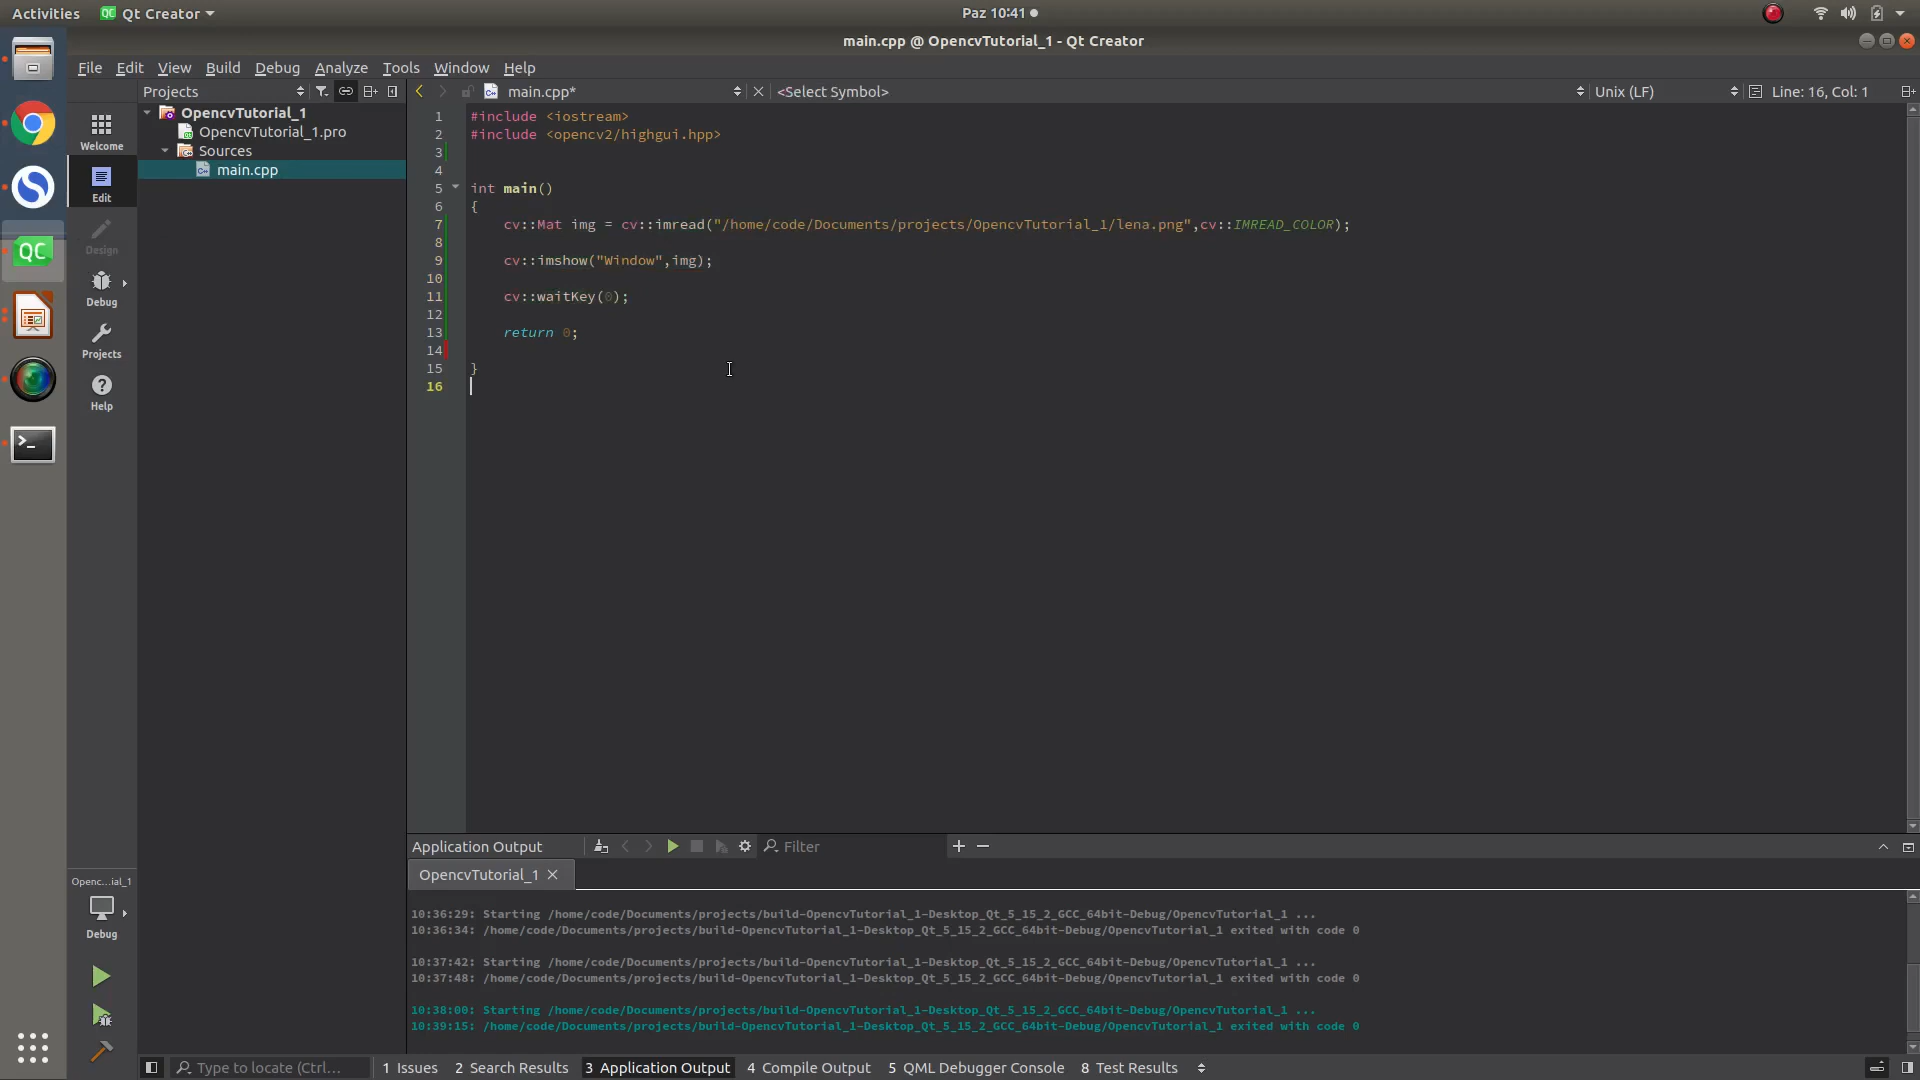 Activities Qt Creator Paz 10:41
main.cpp @ OpencvTutorial_1 - Qt Creator
File Edit View Build Debug Analyze Tools Window Help
Projects main.cpp* <Select Symbol> Unix (LF) Line: 16, Col: 1
OpencvTutorial_1
OpencvTutorial_1.pro
Sources
main.cpp
Welcome
Edit
Design
Debug
Projects
Help
1 #include <iostream>
2 #include <opencv2/highgui.hpp>
3
4
5 int main()
6 {
7 cv::Mat img = cv::imread("/home/code/Documents/projects/OpencvTutorial_1/lena.png",cv::IMREAD_COLOR);
8
9 cv::imshow("Window",img);
10
11 cv::waitKey(0);
12
13 return 0;
14
15 }
16
Application Output Filter
OpencvTutorial_1
10:36:29: Starting /home/code/Documents/projects/build-OpencvTutorial_1-Desktop_Qt_5_15_2_GCC_64bit-Debug/OpencvTutorial_1 ...
10:36:34: /home/code/Documents/projects/build-OpencvTutorial_1-Desktop_Qt_5_15_2_GCC_64bit-Debug/OpencvTutorial_1 exited with code 0
10:37:42: Starting /home/code/Documents/projects/build-OpencvTutorial_1-Desktop_Qt_5_15_2_GCC_64bit-Debug/OpencvTutorial_1 ...
10:37:48: /home/code/Documents/projects/build-OpencvTutorial_1-Desktop_Qt_5_15_2_GCC_64bit-Debug/OpencvTutorial_1 exited with code 0
10:38:00: Starting /home/code/Documents/projects/build-OpencvTutorial_1-Desktop_Qt_5_15_2_GCC_64bit-Debug/OpencvTutorial_1 ...
10:39:15: /home/code/Documents/projects/build-OpencvTutorial_1-Desktop_Qt_5_15_2_GCC_64bit-Debug/OpencvTutorial_1 exited with code 0
Openc...ial_1
Debug
Type to locate (Ctrl... 1 Issues 2 Search Results 3 Application Output 4 Compile Output 5 QML Debugger Console 8 Test Results